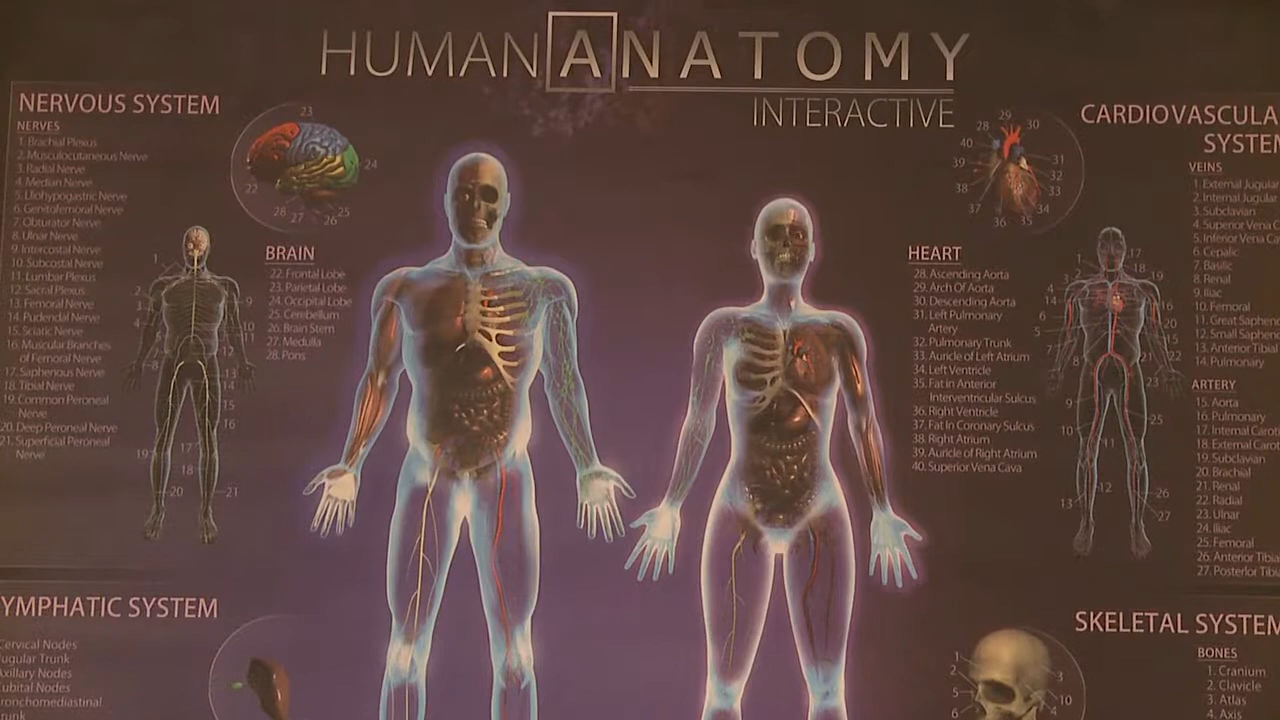 HUMAN ANATOMY
INTERACTIVE
NERVOUS SYSTEM
NERVES
1. Brachial Plexus
2. Musculocutaneous Nerve
3. Radial Nerve
4. Median Nerve
5. Iliohypogastric Nerve
6. Genitofemoral Nerve
7. Obturator Nerve
8. Ulnar Nerve
9. Intercostal Nerve
10. Subcostal Nerve
11. Lumbar Plexus
12. Sacral Plexus
13. Femoral Nerve
14. Pudendal Nerve
15. Sciatic Nerve
16. Muscular Branches
of Femoral Nerve
17. Saphenous Nerve
18. Tibial Nerve
19. Common Peroneal
Nerve
20. Deep Peroneal Nerve
21. Superficial Peroneal
Nerve
BRAIN
22. Frontal Lobe
23. Parietal Lobe
24. Occipital Lobe
25. Cerebellum
26. Brain Stem
27. Medulla
28. Pons
HEART
28. Ascending Aorta
29. Arch Of Aorta
30. Descending Aorta
31. Left Pulmonary
Artery
32. Pulmonary Trunk
33. Auricle of Left Atrium
34. Left Ventricle
35. Fat in Anterior
Interventricular Sulcus
36. Right Ventricle
37. Fat In Coronary Sulcus
38. Right Atrium
39. Auricle of Right Atrium
40. Superior Vena Cava
CARDIOVASCULA
SYSTEM
VEINS
1. External Jugular
2. Internal Jugular
3. Subclavian
4. Superior Vena C
5. Inferior Vena Ca
6. Cepalic
7. Basilic
8. Renal
9. Iliac
10. Femoral
11. Great Saphen
12. Small Saphen
13. Anterior Tibial
14. Pulmonary
ARTERY
15. Aorta
16. Pulmonary
17. Internal Caroti
18. External Carot
19. Subclavian
20. Brachial
21. Renal
22. Radial
23. Ulnar
24. Iliac
25. Femoral
26. Anterior Tibia
27. Posterior Tibi
YMPHATIC SYSTEM
Cervical Nodes
ugular Trunk
Axillary Nodes
ubital Nodes
ronchomediastinal
runk
SKELETAL SYSTEM
BONES
1. Cranium
2. Clavicle
3. Atlas
4. Axis